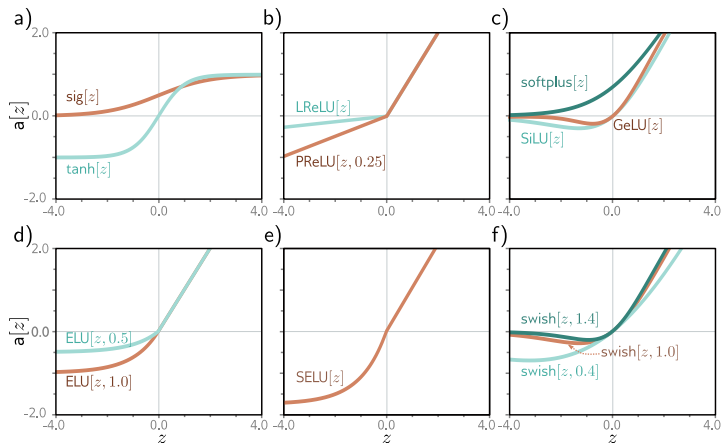 a)
b)
c)
2.0
0.0
-2.0
a[z]
sig[z]
tanh[z]
LReLU[z]
PReLU[z, 0.25]
softplus[z]
SiLU[z]
GeLU[z]
-4.0
0.0
4.0
-4.0
0.0
4.0
-4.0
0.0
4.0
d)
e)
f)
2.0
0.0
-2.0
a[z]
ELU[z, 0.5]
ELU[z, 1.0]
SELU[z]
swish[z, 1.4]
swish[z, 1.0]
swish[z, 0.4]
-4.0
0.0
4.0
-4.0
0.0
4.0
-4.0
0.0
4.0
z
z
z